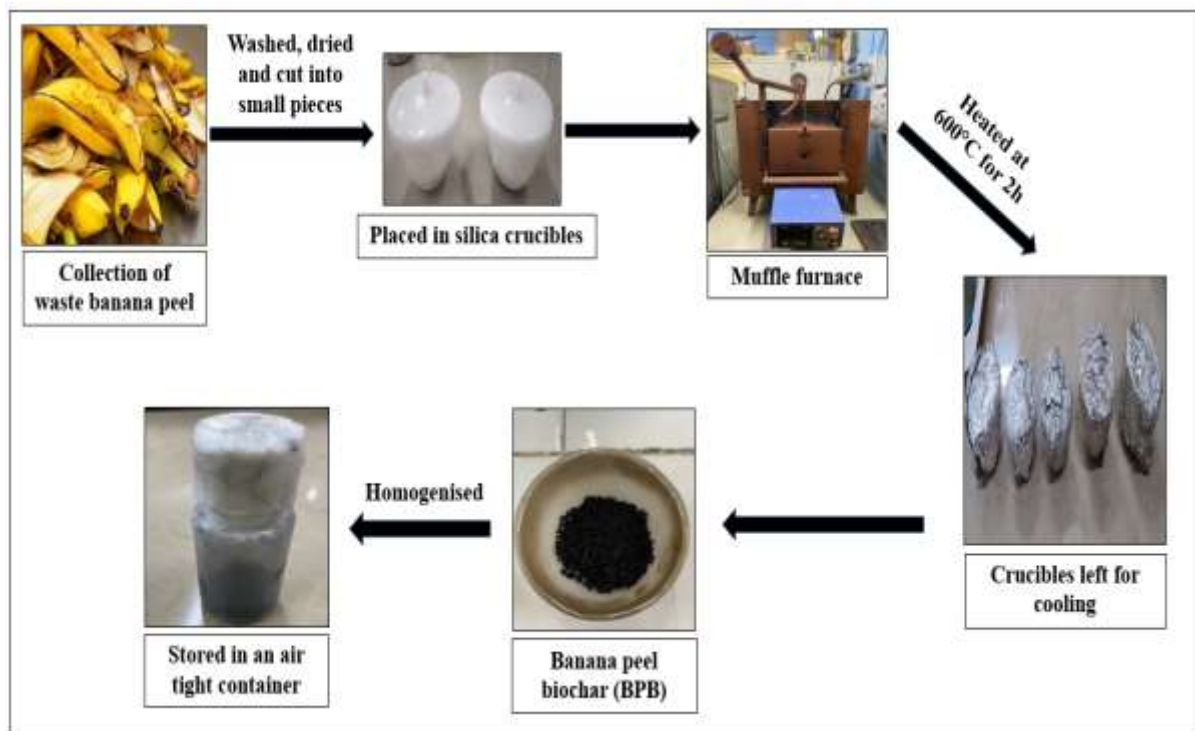 Collection of
waste banana peel
Washed, dried
and cut into
small pieces
Placed in silica crucibles
Muffle furnace
Heated at
600°C for 2h
Crucibles left for
cooling
Banana peel
biochar (BPB)
Homogenised
Stored in an air
tight container